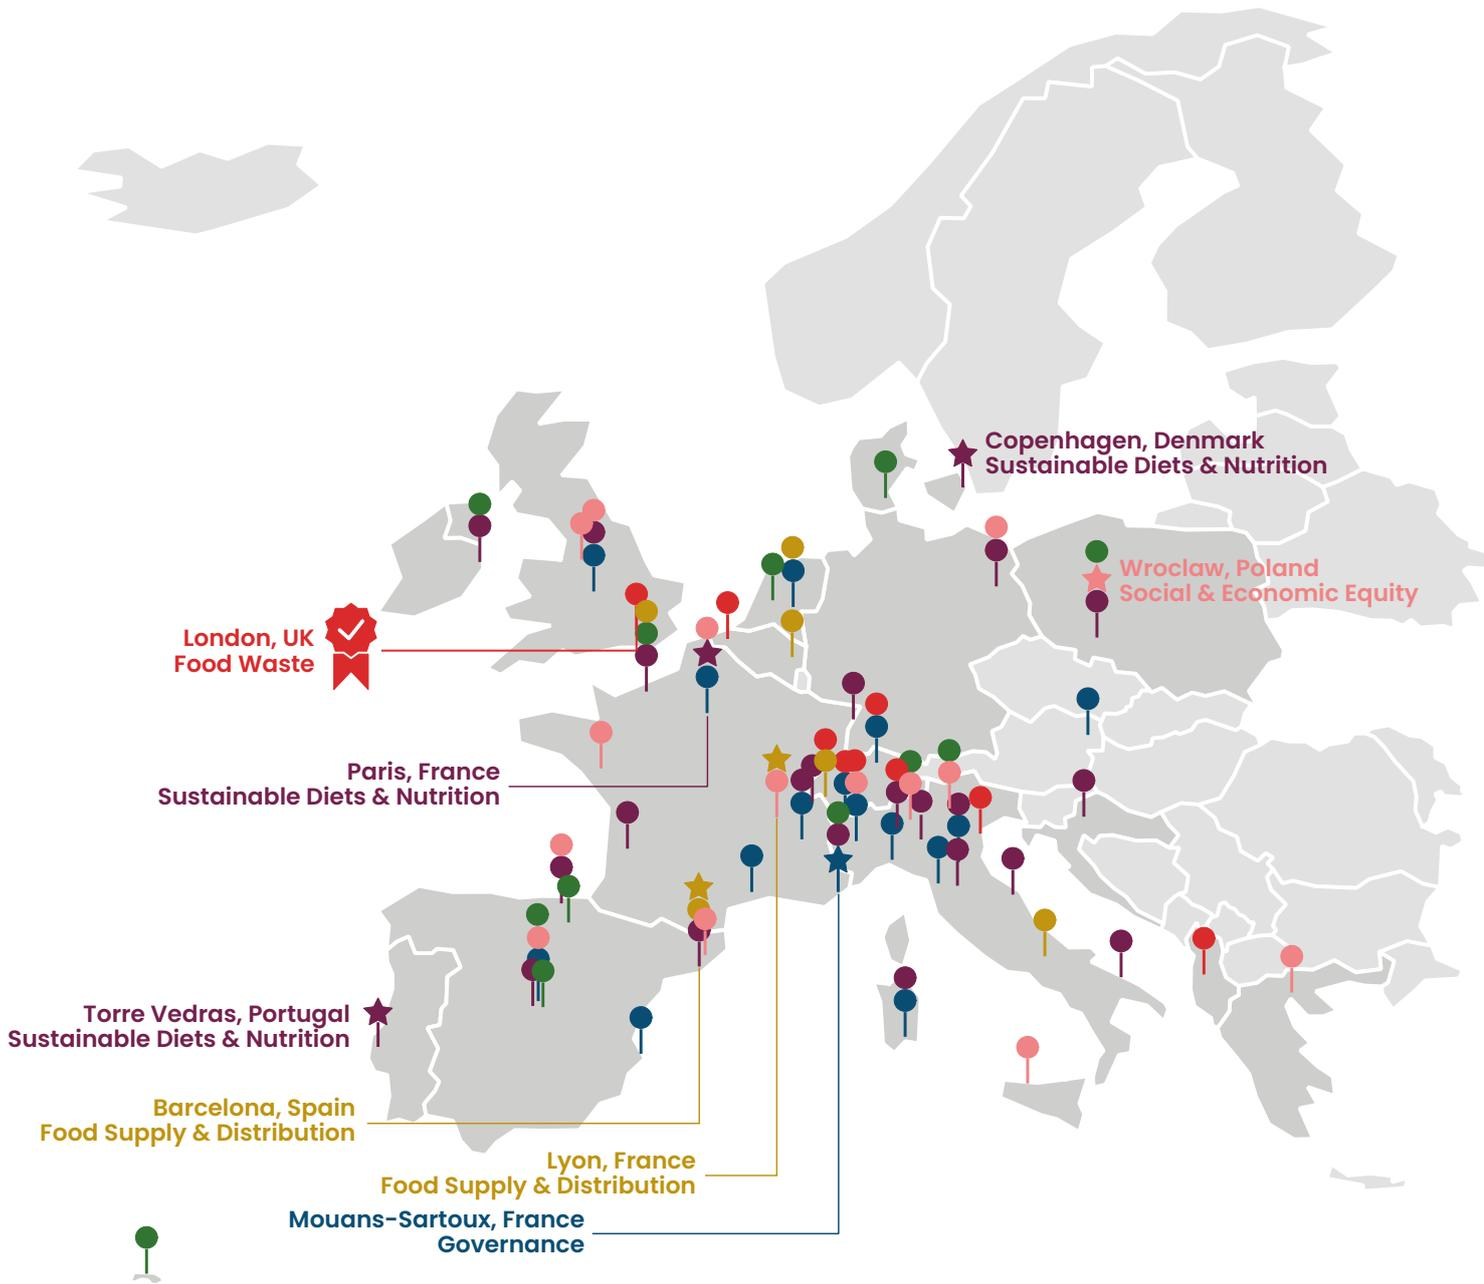 Copenhagen, Denmark
Sustainable Diets & Nutrition
Wroclaw, Poland
Social & Economic Equity
London, UK
Food Waste
Paris, France
Sustainable Diets & Nutrition
Torre Vedras, Portugal
Sustainable Diets & Nutrition
Barcelona, Spain
Food Supply & Distribution
Lyon, France
Food Supply & Distribution
Mouans-Sartoux, France
Governance